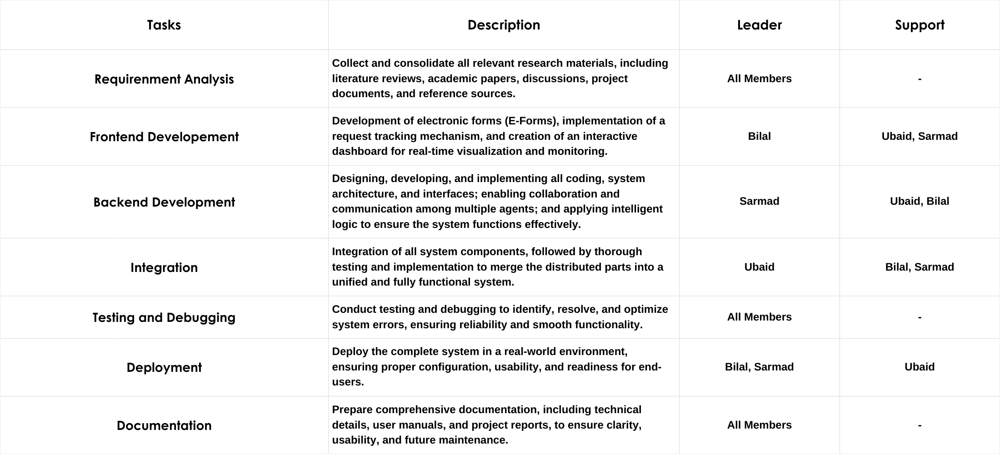 Tasks
Description
Leader
Support
Requirenment Analysis
Collect and consolidate all relevant research materials, including
literature reviews, academic papers, discussions, project
documents, and reference sources.
All Members
-
Frontend Developement
Development of electronic forms (E-Forms), implementation of a
request tracking mechanism, and creation of an interactive
dashboard for real-time visualization and monitoring.
Bilal
Ubaid, Sarmad
Backend Development
Designing, developing, and implementing all coding, system
architecture, and interfaces; enabling collaboration and
communication among multiple agents; and applying intelligent
logic to ensure the system functions effectively.
Sarmad
Ubaid, Bilal
Integration
Integration of all system components, followed by thorough
testing and implementation to merge the distributed parts into a
unified and fully functional system.
Ubaid
Bilal, Sarmad
Testing and Debugging
Conduct testing and debugging to identify, resolve, and optimize
system errors, ensuring reliability and smooth functionality.
All Members
-
Deployment
Deploy the complete system in a real-world environment,
ensuring proper configuration, usability, and readiness for end-
users.
Bilal, Sarmad
Ubaid
Documentation
Prepare comprehensive documentation, including technical
details, user manuals, and project reports, to ensure clarity,
usability, and future maintenance.
All Members
-